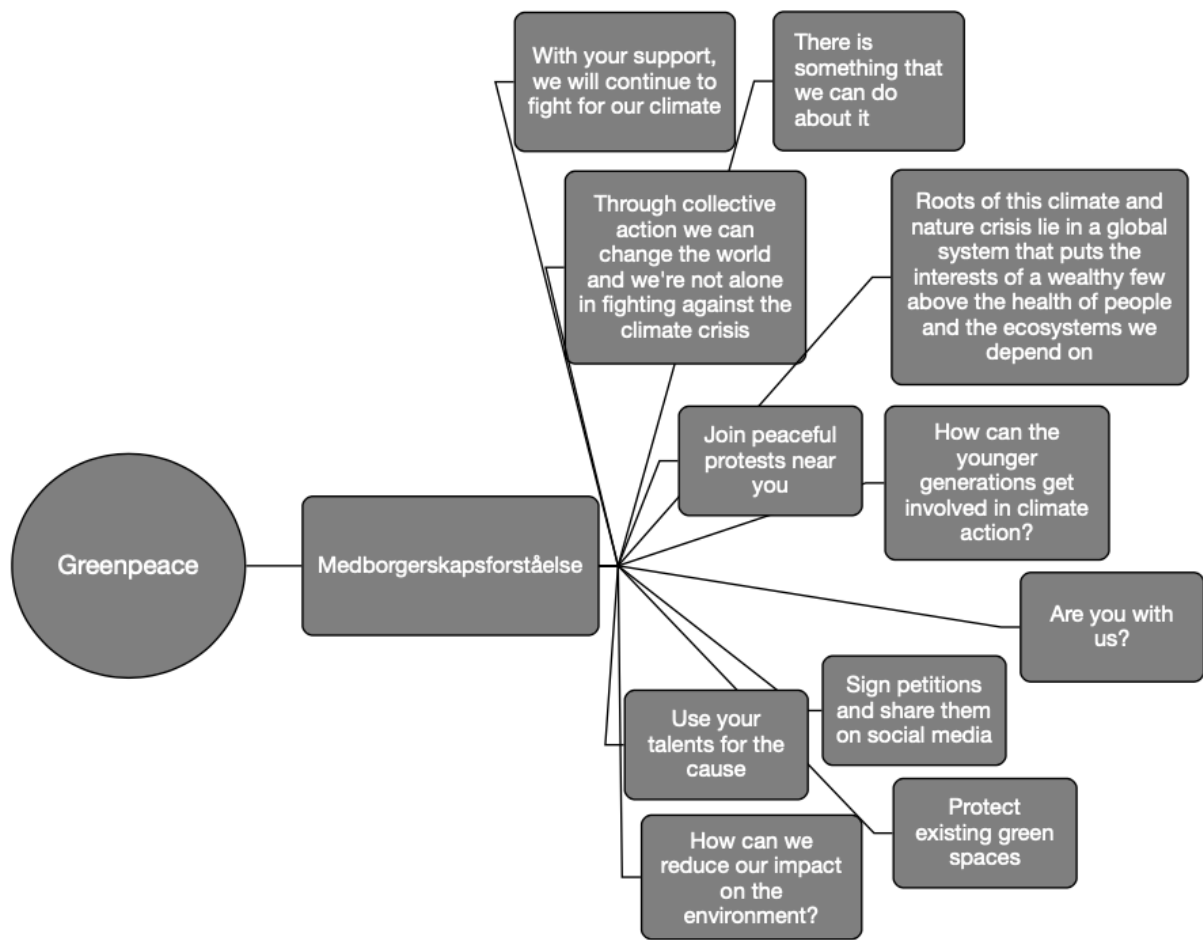 With your support,
we will continue to
fight for our climate
There is
something that
we can do
about it
Through collective
action we can
change the world
and we're not alone
in fighting against the
climate crisis
Roots of this climate and
nature crisis lie in a global
system that puts the
interests of a wealthy few
above the health of people
and the ecosystems we
depend on
Join peaceful
protests near
you
How can the
younger
generations get
involved in climate
action?
Greenpeace
Medborgerskapsforståelse
Are you with
us?
Sign petitions
and share them
on social media
Use your
talents for the
cause
Protect
existing green
spaces
How can we
reduce our impact
on the
environment?